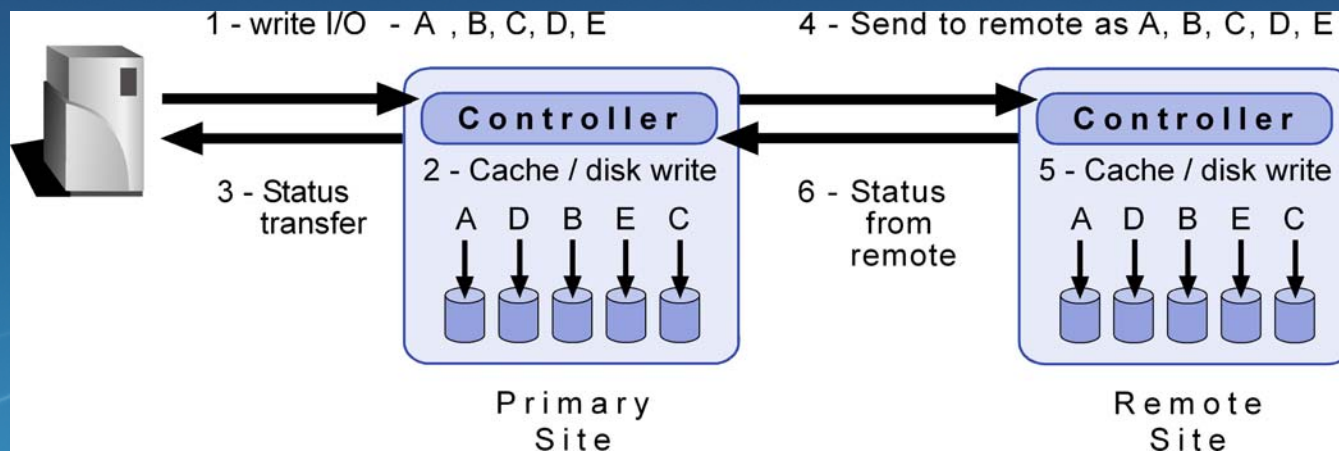 1 - write I/O - A , B, C, D, E
4 - Send to remote as A, B, C, D, E
Controller
Controller
2 - Cache / disk write
5 - Cache / disk write
3 - Status
transfer
6 - Status
from
remote
A D B E C
A D B E C
Primary
Site
Remote
Site